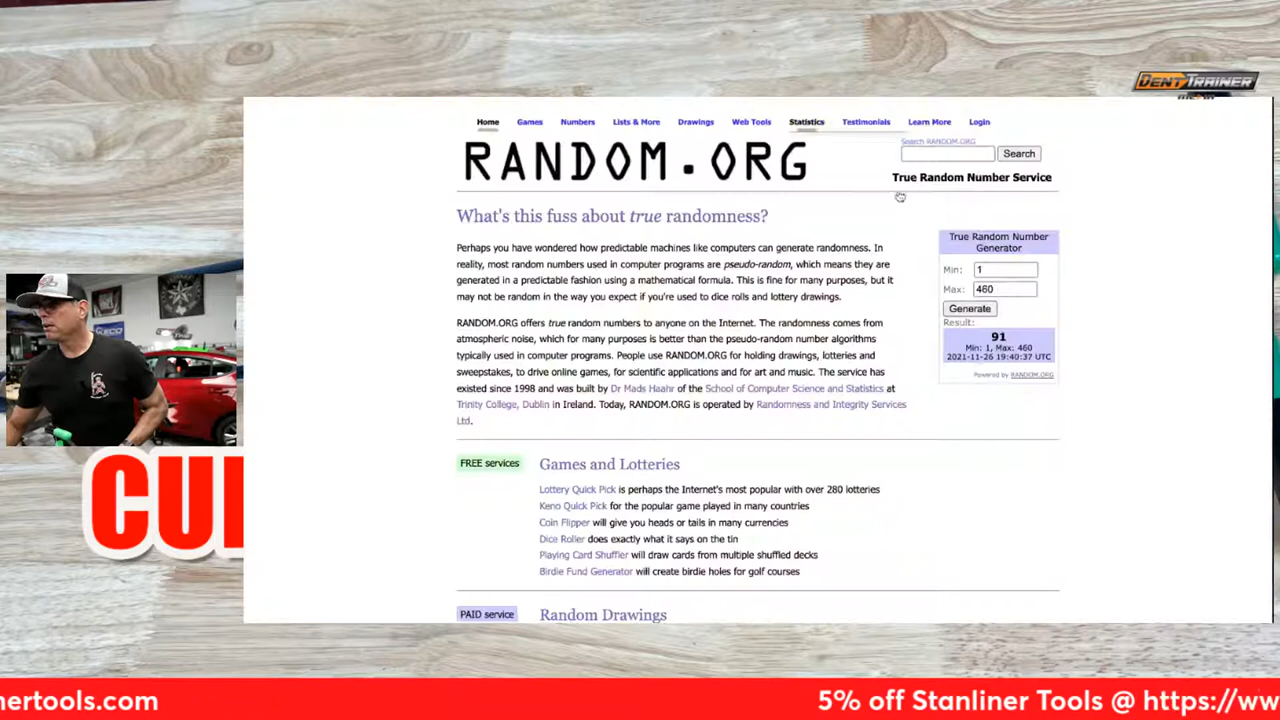 DENT TRAINER
MEDIA
Home Games Numbers Lists & More Drawings Web Tools Statistics Testimonials Learn More Login
RANDOM.ORG
Search RANDOM.ORG
Search
True Random Number Service
What's this fuss about true randomness?
Perhaps you have wondered how predictable machines like computers can generate randomness. In
reality, most random numbers used in computer programs are pseudo-random, which means they are
generated in a predictable fashion using a mathematical formula. This is fine for many purposes, but it
may not be random in the way you expect if you're used to dice rolls and lottery drawings.
RANDOM.ORG offers true random numbers to anyone on the Internet. The randomness comes from
atmospheric noise, which for many purposes is better than the pseudo-random number algorithms
typically used in computer programs. People use RANDOM.ORG for holding drawings, lotteries and
sweepstakes, to drive online games, for scientific applications and for art and music. The service has
existed since 1998 and was built by Dr Mads Haahr of the School of Computer Science and Statistics at
Trinity College, Dublin in Ireland. Today, RANDOM.ORG is operated by Randomness and Integrity Services
Ltd.
True Random Number
Generator
Min: 1
Max: 460
Generate
Result:
91
Min: 1, Max: 460
2021-11-26 19:40:37 UTC
Powered by RANDOM.ORG
FREE services
Games and Lotteries
Lottery Quick Pick is perhaps the Internet's most popular with over 280 lotteries
Keno Quick Pick for the popular game played in many countries
Coin Flipper will give you heads or tails in many currencies
Dice Roller does exactly what it says on the tin
Playing Card Shuffler will draw cards from multiple shuffled decks
Birdie Fund Generator will create birdie holes for golf courses
PAID service
Random Drawings
CU
nertools.com
5% off Stanliner Tools @ https://ww